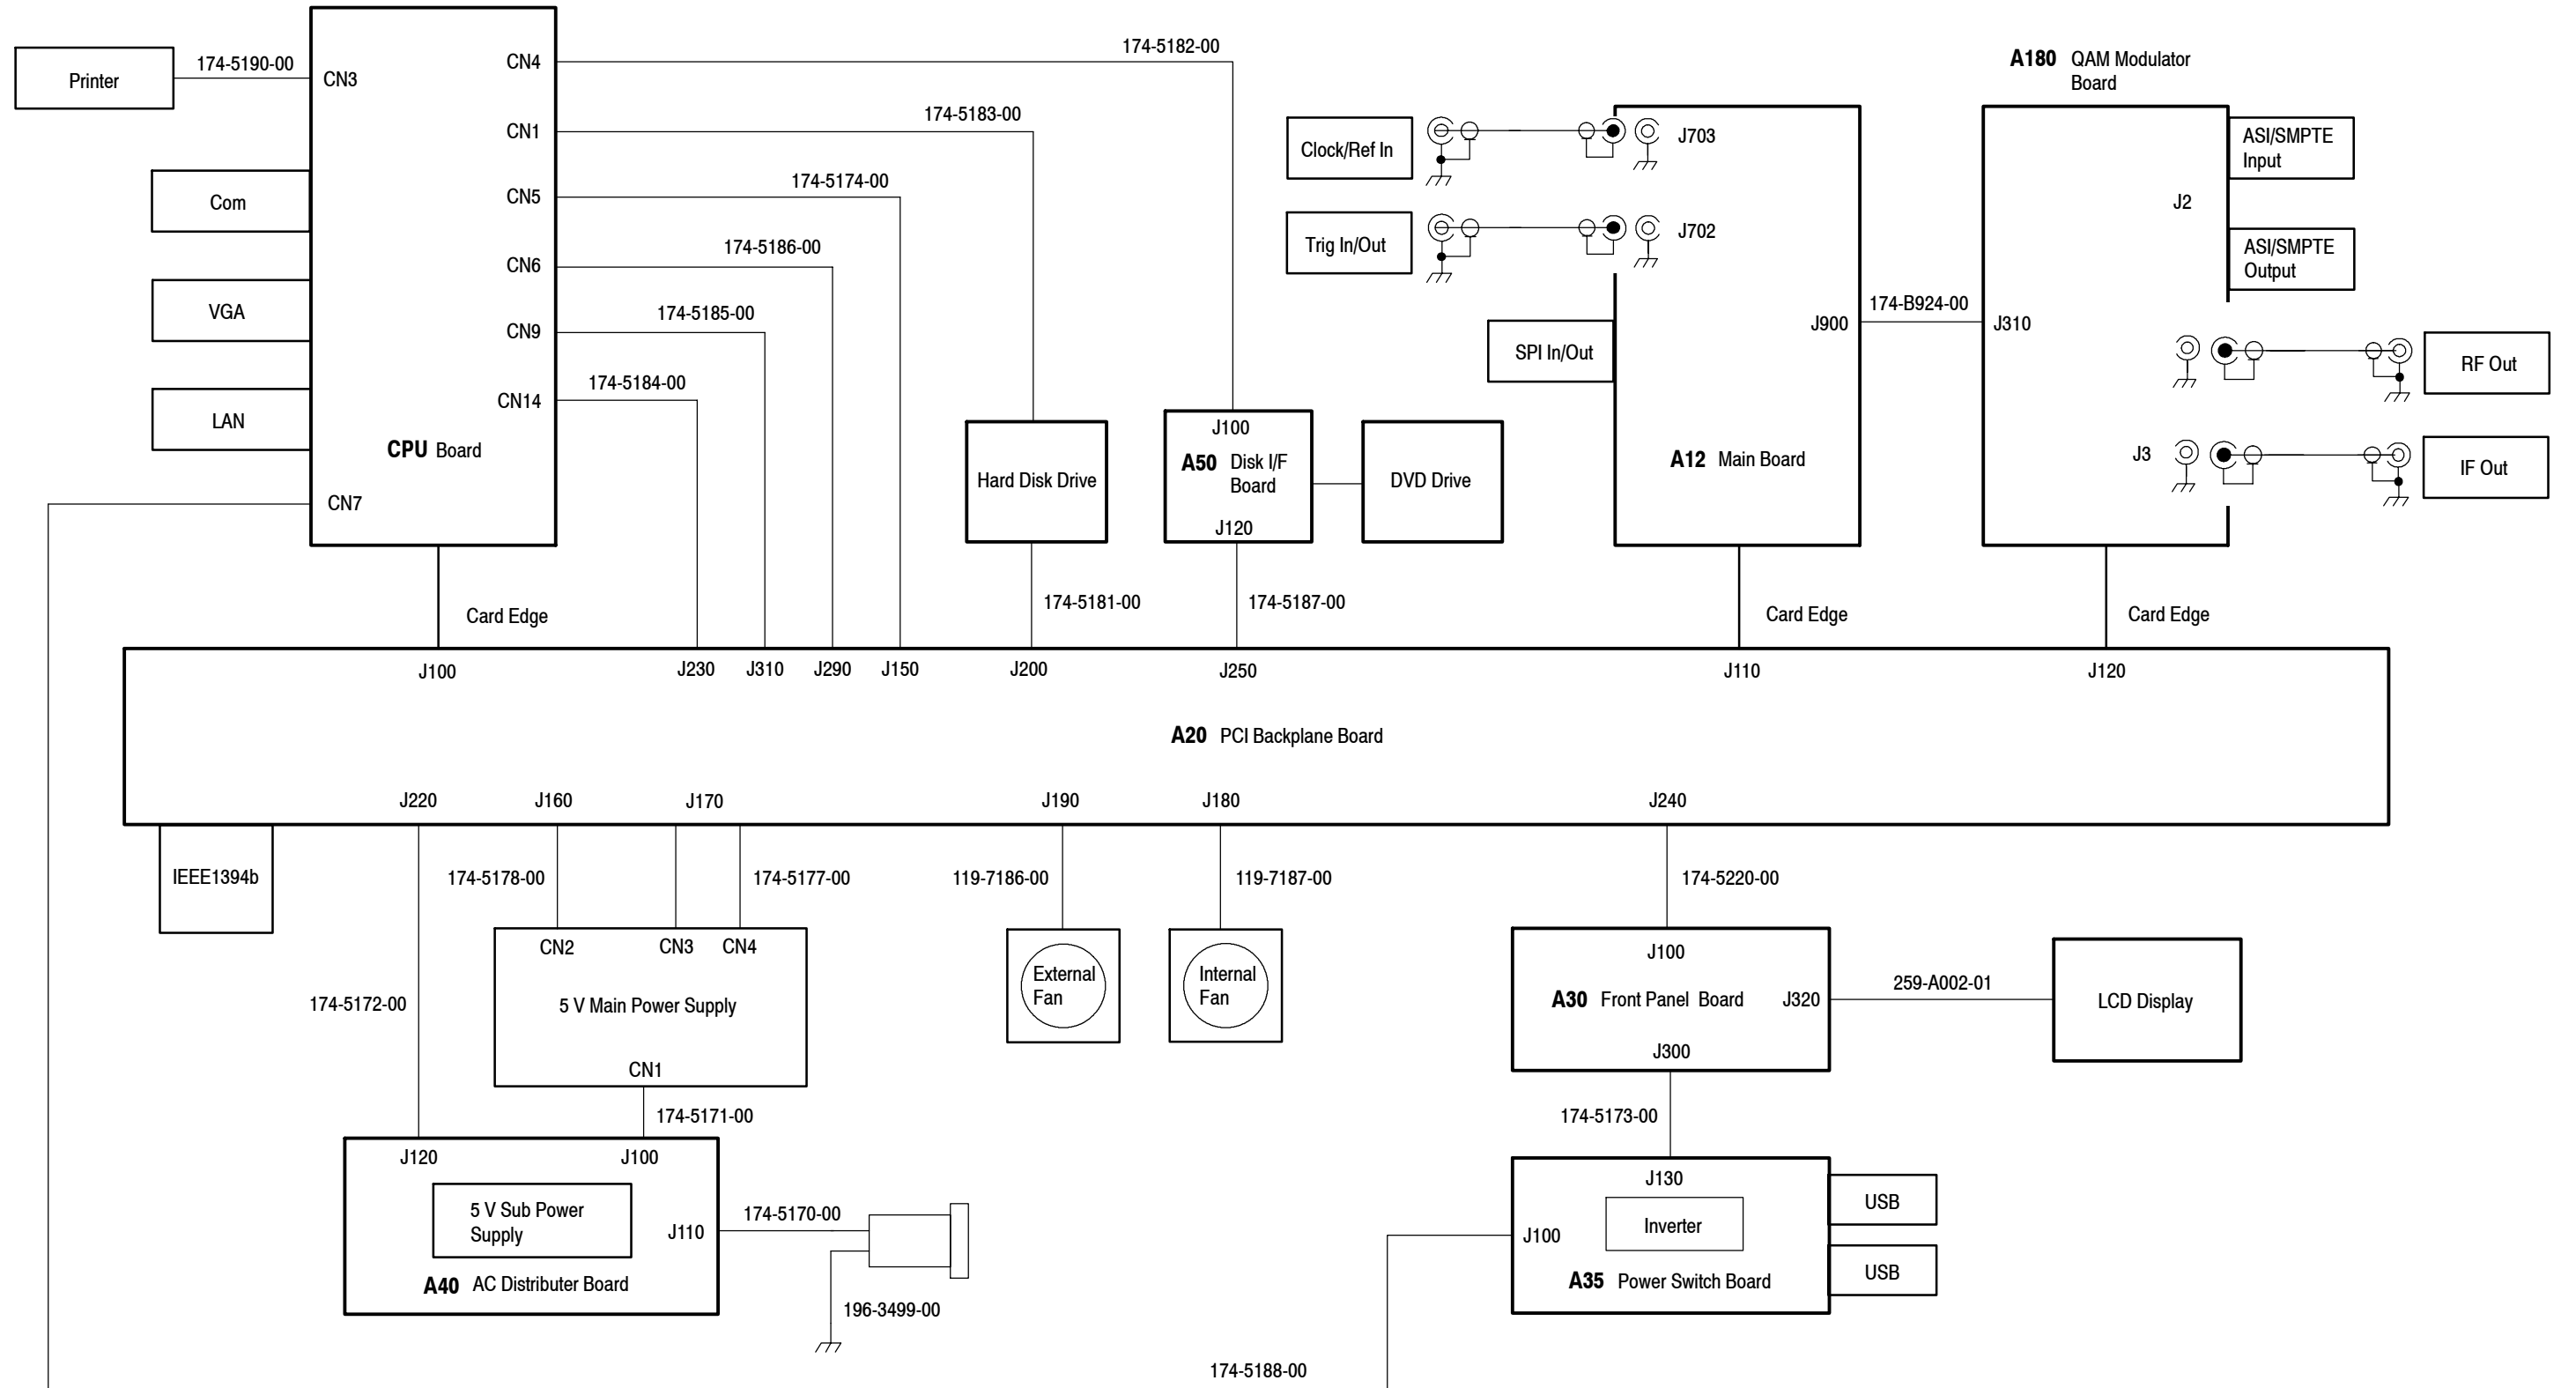 174-5182-00
A180 QAM Modulator
Board
Printer
174-5190-00
CN3
CN4
174-5183-00
CN1
Clock/Ref In
J703
ASI/SMPTE
Input
174-5174-00
CN5
Com
J2
174-5186-00
CN6
Trig In/Out
J702
ASI/SMPTE
Output
VGA
174-5185-00
CN9
174-B924-00
J900
J310
SPI In/Out
RF Out
174-5184-00
CN14
LAN
CPU Board
J100
A50 Disk I/F
Board
J120
Hard Disk Drive
DVD Drive
A12 Main Board
J3
IF Out
CN7
Card Edge
174-5181-00
174-5187-00
Card Edge
Card Edge
J100
J230
J310
J290
J150
J200
J250
J110
J120
A20 PCI Backplane Board
J220
J160
J170
J190
J180
J240
IEEE1394b
174-5178-00
174-5177-00
119-7186-00
119-7187-00
174-5220-00
CN2
CN3
CN4
External
Fan
Internal
Fan
J100
174-5172-00
5 V Main Power Supply
A30 Front Panel Board
J320
259-A002-01
LCD Display
CN1
J300
174-5171-00
174-5173-00
J120
J100
J130
USB
5 V Sub Power
Supply
J110
174-5170-00
J100
Inverter
USB
A40 AC Distributer Board
A35 Power Switch Board
196-3499-00
174-5188-00